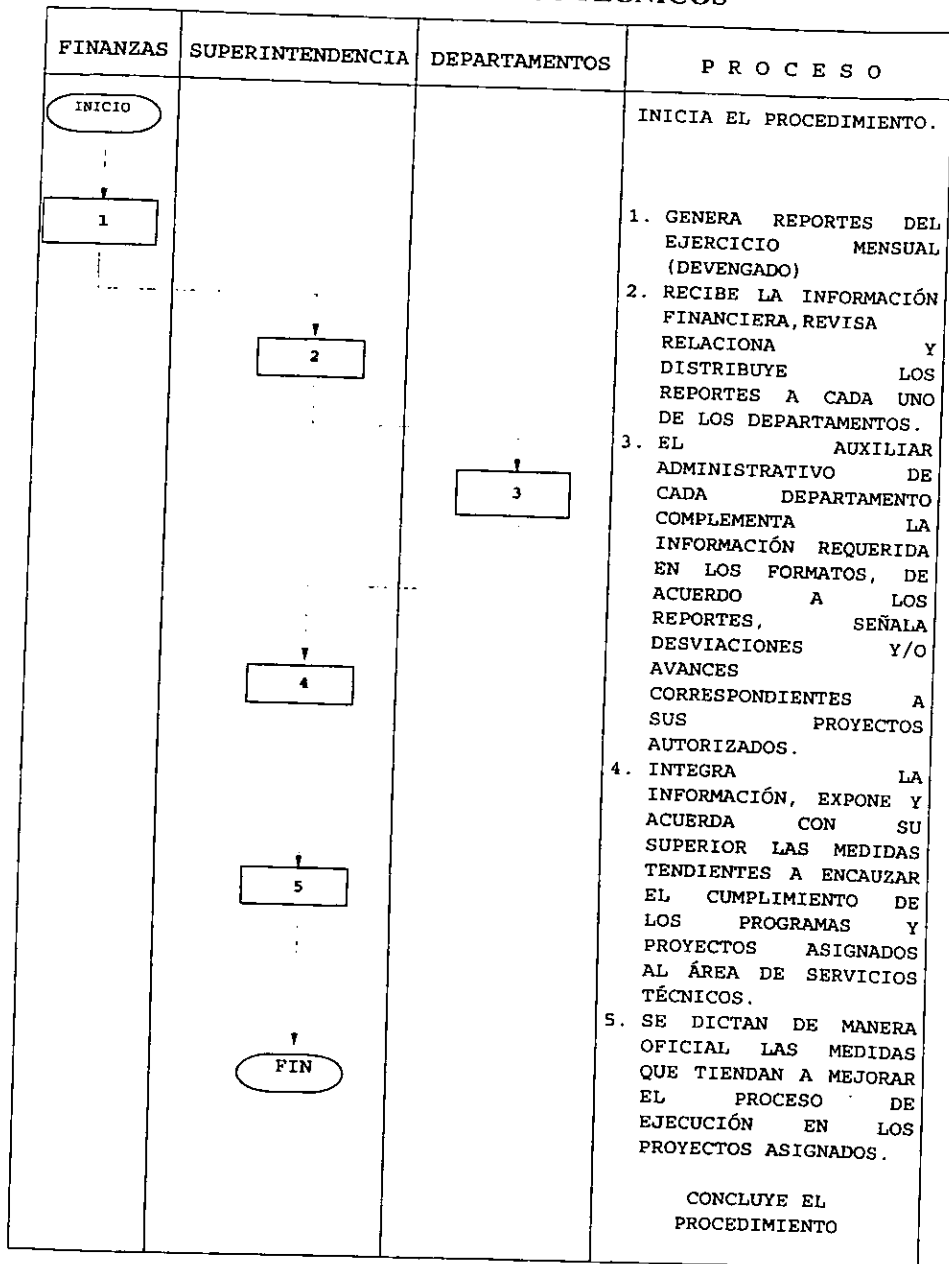 TÉCNICOS
FINANZAS SUPERINTENDENCIA DEPARTAMENTOS P R O C E S O
INICIO
INICIA EL PROCEDIMIENTO.
1
1. GENERA REPORTES DEL
EJERCICIO MENSUAL
(DEVENGADO)
2. RECIBE LA INFORMACIÓN
FINANCIERA, REVISA
RELACIONA Y
DISTRIBUYE LOS
REPORTES A CADA UNO
DE LOS DEPARTAMENTOS.
2
3. EL AUXILIAR
ADMINISTRATIVO DE
CADA DEPARTAMENTO
COMPLEMENTA LA
INFORMACIÓN REQUERIDA
EN LOS FORMATOS, DE
ACUERDO A LOS
REPORTES, SEÑALA
DESVIACIONES Y/O
AVANCES
CORRESPONDIENTES A
SUS PROYECTOS
AUTORIZADOS.
3
4
4. INTEGRA LA
INFORMACIÓN, EXPONE Y
ACUERDA CON SU
SUPERIOR LAS MEDIDAS
TENDIENTES A ENCAUZAR
EL CUMPLIMIENTO DE
LOS PROGRAMAS Y
PROYECTOS ASIGNADOS
AL ÁREA DE SERVICIOS
TÉCNICOS.
5
5. SE DICTAN DE MANERA
OFICIAL LAS MEDIDAS
QUE TIENDAN A MEJORAR
EL PROCESO DE
EJECUCIÓN EN LOS
PROYECTOS ASIGNADOS.
FIN
CONCLUYE EL
PROCEDIMIENTO